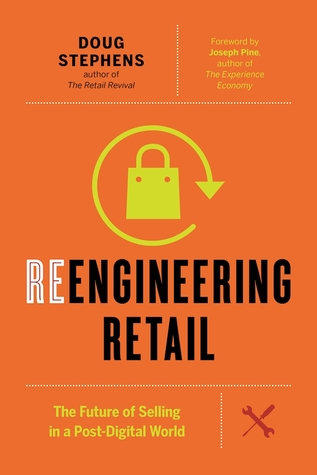 DOUG
STEPHENS
author of
The Retail Revival
Foreword by
Joseph Pine,
author of
The Experience
Economy
REENGINEERING
RETAIL
The Future of Selling
in a Post-Digital World